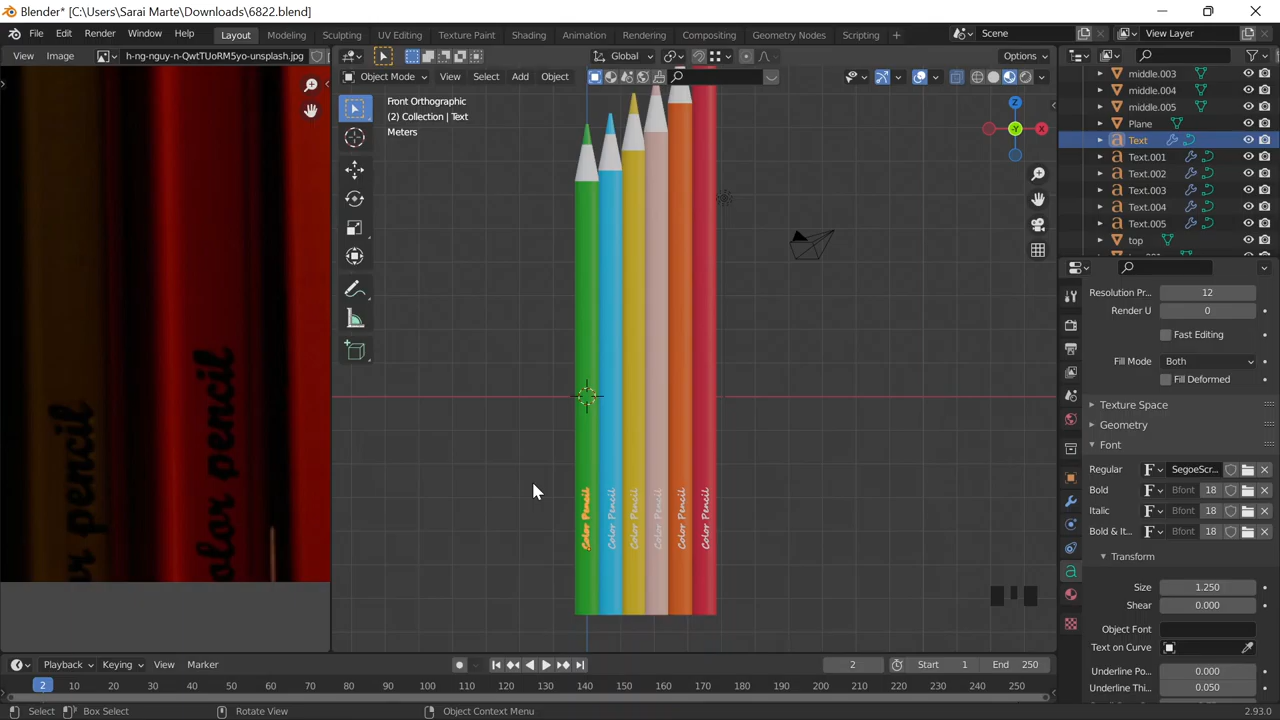 Blender* [C:\Users\Sarai Marte\Downloads\6822.blend]
File Edit Render Window Help Layout Modeling Sculpting UV Editing Texture Paint Shading Animation Rendering Compositing Geometry Nodes Scripting Scene View Layer
View Image h-ng-nguy-n-QwtTUoRM5yo-unsplash.jpg Global Options
Object Mode View Select Add Object
Front Orthographic
(2) Collection | Text
Meters
Z
Y
X
middle.003
middle.004
middle.005
Plane
Text
Text.001
Text.002
Text.003
Text.004
Text.005
top
Resolution Pr... 12
Render U 0
Fast Editing
Fill Mode Both
Fill Deformed
Texture Space
Geometry
Font
Regular SegoeScr...
Bold Bfont 18
Italic Bfont 18
Bold & It... Bfont 18
Transform
Size 1.250
Shear 0.000
Object Font
Text on Curve
Underline Po... 0.000
Underline Thi... 0.050
pencil
color pencil
Color Pencil
Color Pencil
Color Pencil
Color Pencil
Color Pencil
Color Pencil
Playback Keying View Marker 2 Start 1 End 250
2 10 20 30 40 50 60 70 80 90 100 110 120 130 140 150 160 170 180 190 200 210 220 230 240 250
Select Box Select Rotate View Object Context Menu 2.93.0